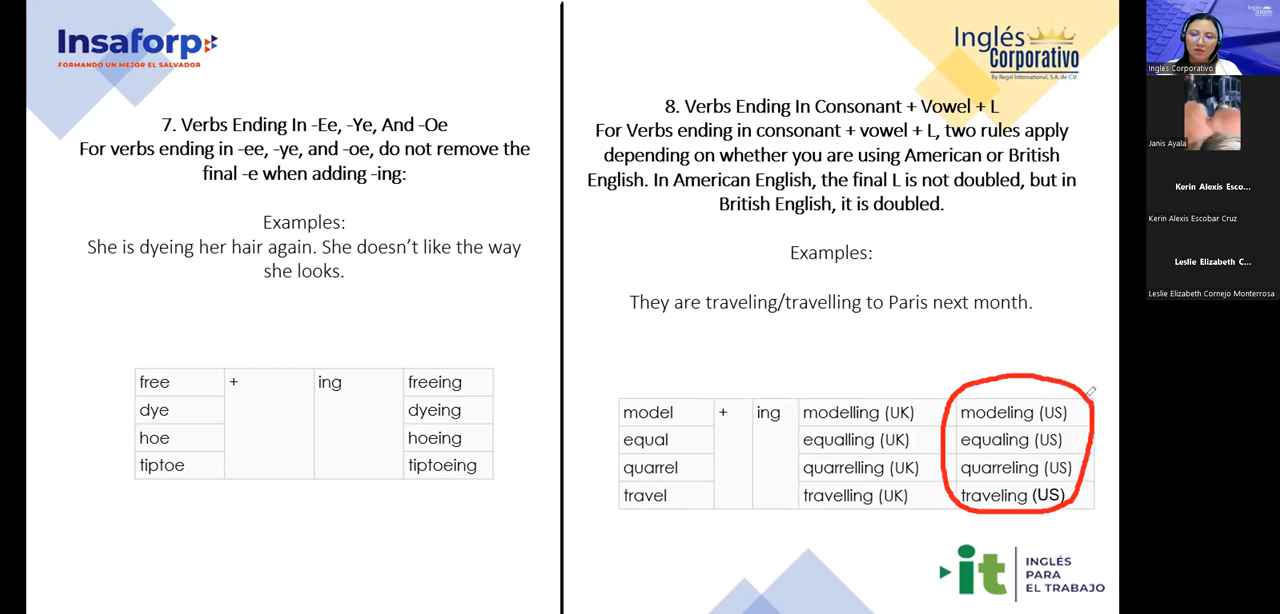 Insaforp
FORMANDO UN MEJOR EL SALVADOR
7. Verbs Ending In -Ee, -Ye, And -Oe
For verbs ending in -ee, -ye, and -oe, do not remove the
final -e when adding -ing:
Examples:
She is dyeing her hair again. She doesn't like the way
she looks.
free + ing freeing
dye dyeing
hoe hoeing
tiptoe tiptoeing
Inglés
Corporativo
By Regal International, S.A. de C.V.
8. Verbs Ending In Consonant + Vowel + L
For Verbs ending in consonant + vowel + L, two rules apply
depending on whether you are using American or British
English. In American English, the final L is not doubled, but in
British English, it is doubled.
Examples:
They are traveling/travelling to Paris next month.
model + ing modelling (UK) modeling (US)
equal equalling (UK) equaling (US)
quarrel quarrelling (UK) quarreling (US)
travel travelling (UK) traveling (US)
it
INGLÉS
PARA
EL TRABAJO
Inglés Corporativo
Janis Ayala
Kerin Alexis Esco...
Kerin Alexis Escobar Cruz
Leslie Elizabeth C...
Leslie Elizabeth Cornejo Monterrosa